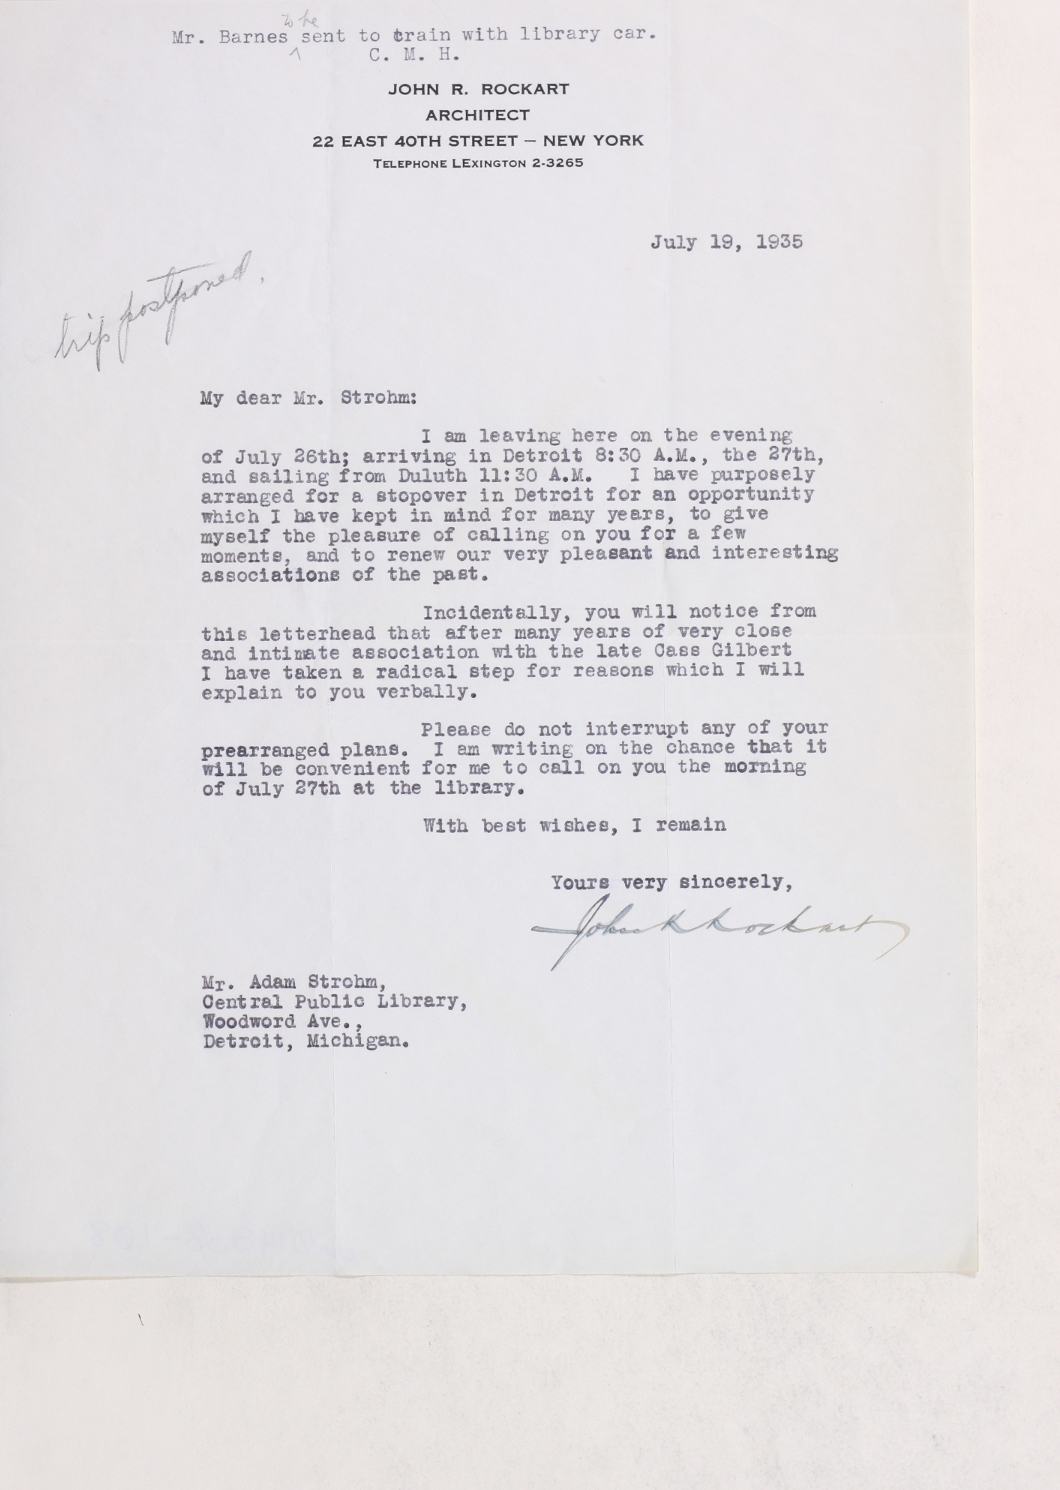 to be
Mr. Barnes ^ sent to train with library car.
C. M. H.
JOHN R. ROCKART
ARCHITECT
22 EAST 40TH STREET — NEW YORK
TELEPHONE LEXINGTON 2-3265
July 19, 1935
trip postponed.
My dear Mr. Strohm:
I am leaving here on the evening
of July 26th; arriving in Detroit 8:30 A.M., the 27th,
and sailing from Duluth 11:30 A.M. I have purposely
arranged for a stopover in Detroit for an opportunity
which I have kept in mind for many years, to give
myself the pleasure of calling on you for a few
moments, and to renew our very pleasant and interesting
associations of the past.
Incidentally, you will notice from
this letterhead that after many years of very close
and intimate association with the late Cass Gilbert
I have taken a radical step for reasons which I will
explain to you verbally.
Please do not interrupt any of your
prearranged plans. I am writing on the chance that it
will be convenient for me to call on you the morning
of July 27th at the library.
With best wishes, I remain
Yours very sincerely,
John R Rockart
Mr. Adam Strohm,
Central Public Library,
Woodword Ave.,
Detroit, Michigan.